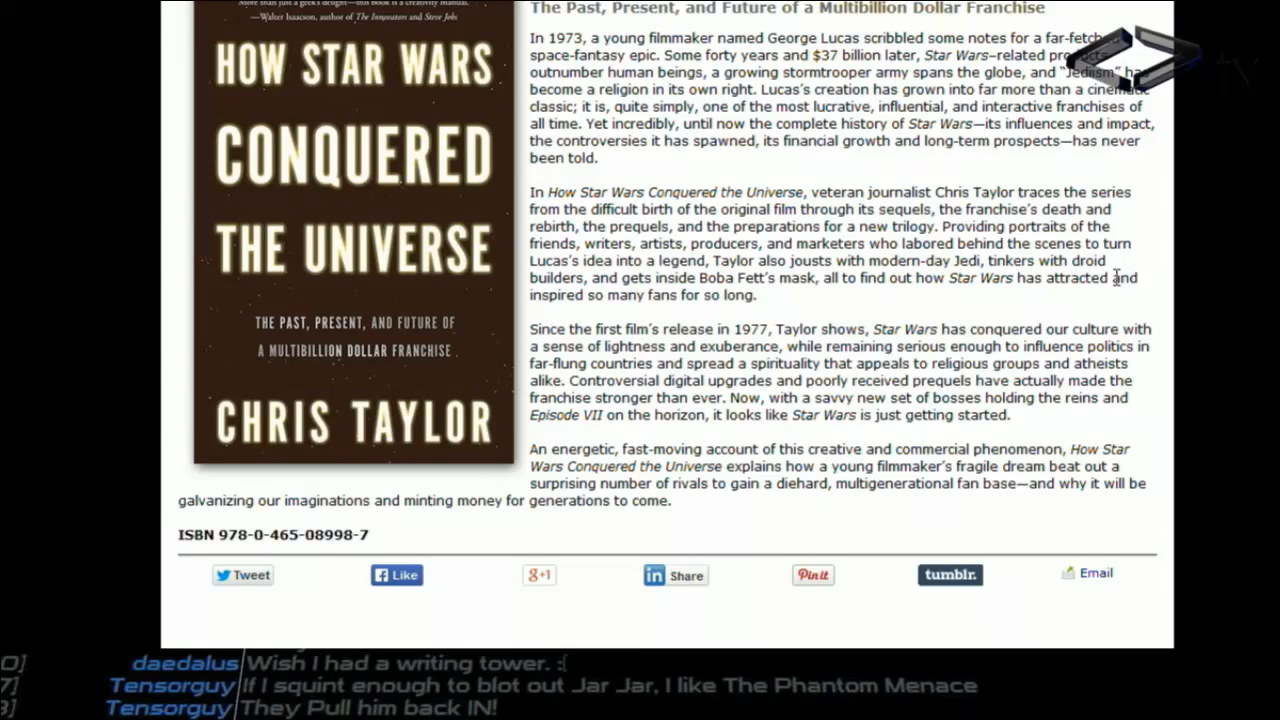 More than just a geek's delight—this book is a creativity manual.
—Walter Isaacson, author of The Innovators and Steve Jobs
HOW STAR WARS
CONQUERED
THE UNIVERSE
THE PAST, PRESENT, AND FUTURE OF
A MULTIBILLION DOLLAR FRANCHISE
CHRIS TAYLOR
The Past, Present, and Future of a Multibillion Dollar Franchise
In 1973, a young filmmaker named George Lucas scribbled some notes for a far-fetche
space-fantasy epic. Some forty years and $37 billion later, Star Wars–related products
outnumber human beings, a growing stormtrooper army spans the globe, and "Jediism" ha
become a religion in its own right. Lucas's creation has grown into far more than a cinematic
classic; it is, quite simply, one of the most lucrative, influential, and interactive franchises of
all time. Yet incredibly, until now the complete history of Star Wars—its influences and impact,
the controversies it has spawned, its financial growth and long-term prospects—has never
been told.
In How Star Wars Conquered the Universe, veteran journalist Chris Taylor traces the series
from the difficult birth of the original film through its sequels, the franchise's death and
rebirth, the prequels, and the preparations for a new trilogy. Providing portraits of the
friends, writers, artists, producers, and marketers who labored behind the scenes to turn
Lucas's idea into a legend, Taylor also jousts with modern-day Jedi, tinkers with droid
builders, and gets inside Boba Fett's mask, all to find out how Star Wars has attracted and
inspired so many fans for so long.
Since the first film's release in 1977, Taylor shows, Star Wars has conquered our culture with
a sense of lightness and exuberance, while remaining serious enough to influence politics in
far-flung countries and spread a spirituality that appeals to religious groups and atheists
alike. Controversial digital upgrades and poorly received prequels have actually made the
franchise stronger than ever. Now, with a savvy new set of bosses holding the reins and
Episode VII on the horizon, it looks like Star Wars is just getting started.
An energetic, fast-moving account of this creative and commercial phenomenon, How Star
Wars Conquered the Universe explains how a young filmmaker's fragile dream beat out a
surprising number of rivals to gain a diehard, multigenerational fan base—and why it will be
galvanizing our imaginations and minting money for generations to come.
ISBN 978-0-465-08998-7
Tweet
Like
g+1
in Share
Pin it
tumblr.
Email
tv
0] daedalus Wish I had a writing tower. :(
7] Tensorguy If I squint enough to blot out Jar Jar, I like The Phantom Menace
3] Tensorguy They Pull him back IN!